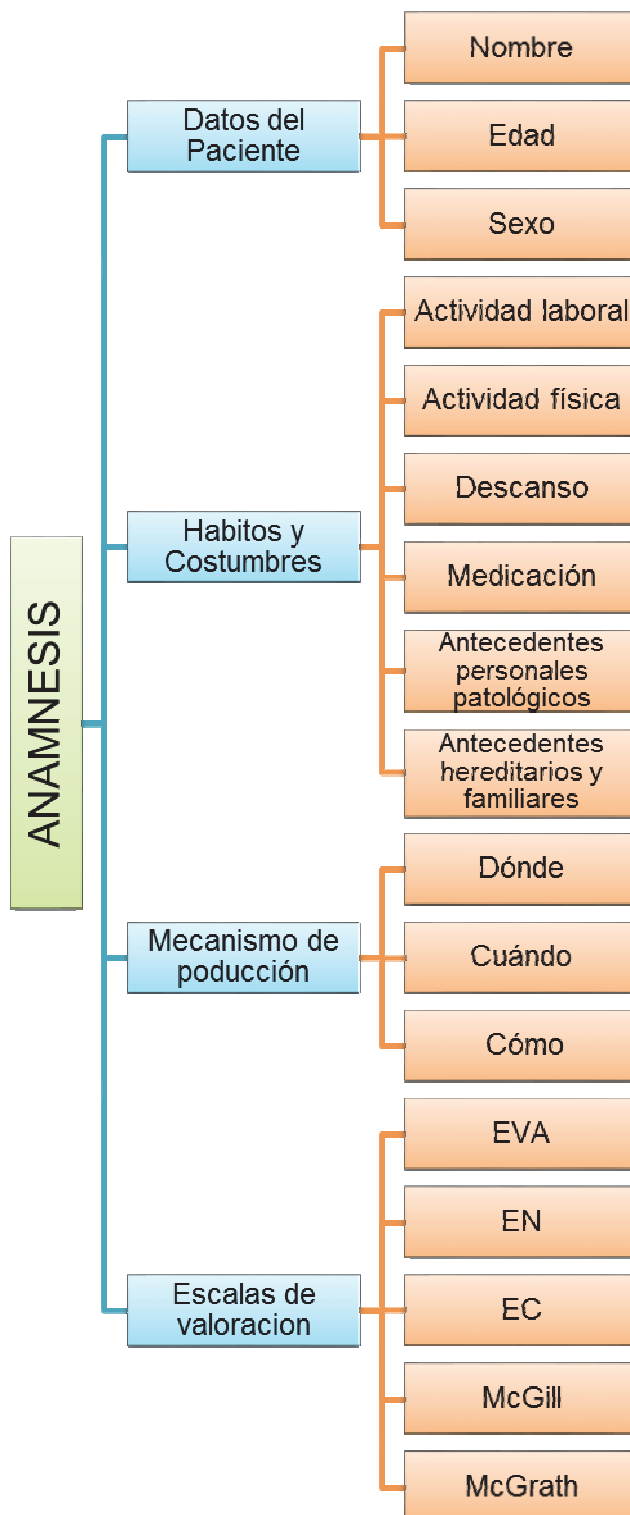 ANAMNESIS
Datos del
Paciente
Nombre
Edad
Sexo
Habitos y
Costumbres
Actividad laboral
Actividad física
Descanso
Medicación
Antecedentes
personales
patológicos
Antecedentes
hereditarios y
familiares
Mecanismo de
poducción
Dónde
Cuándo
Cómo
Escalas de
valoracion
EVA
EN
EC
McGill
McGrath